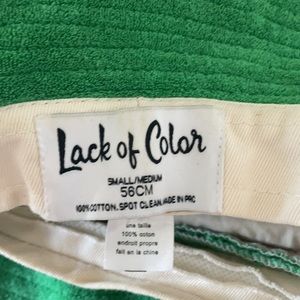 Lack of Color
SMALL/MEDIUM
56CM
100% COTTON. SPOT CLEAN. MADE IN PRC
une taille
100% coton
endruit propre
fait en la chine